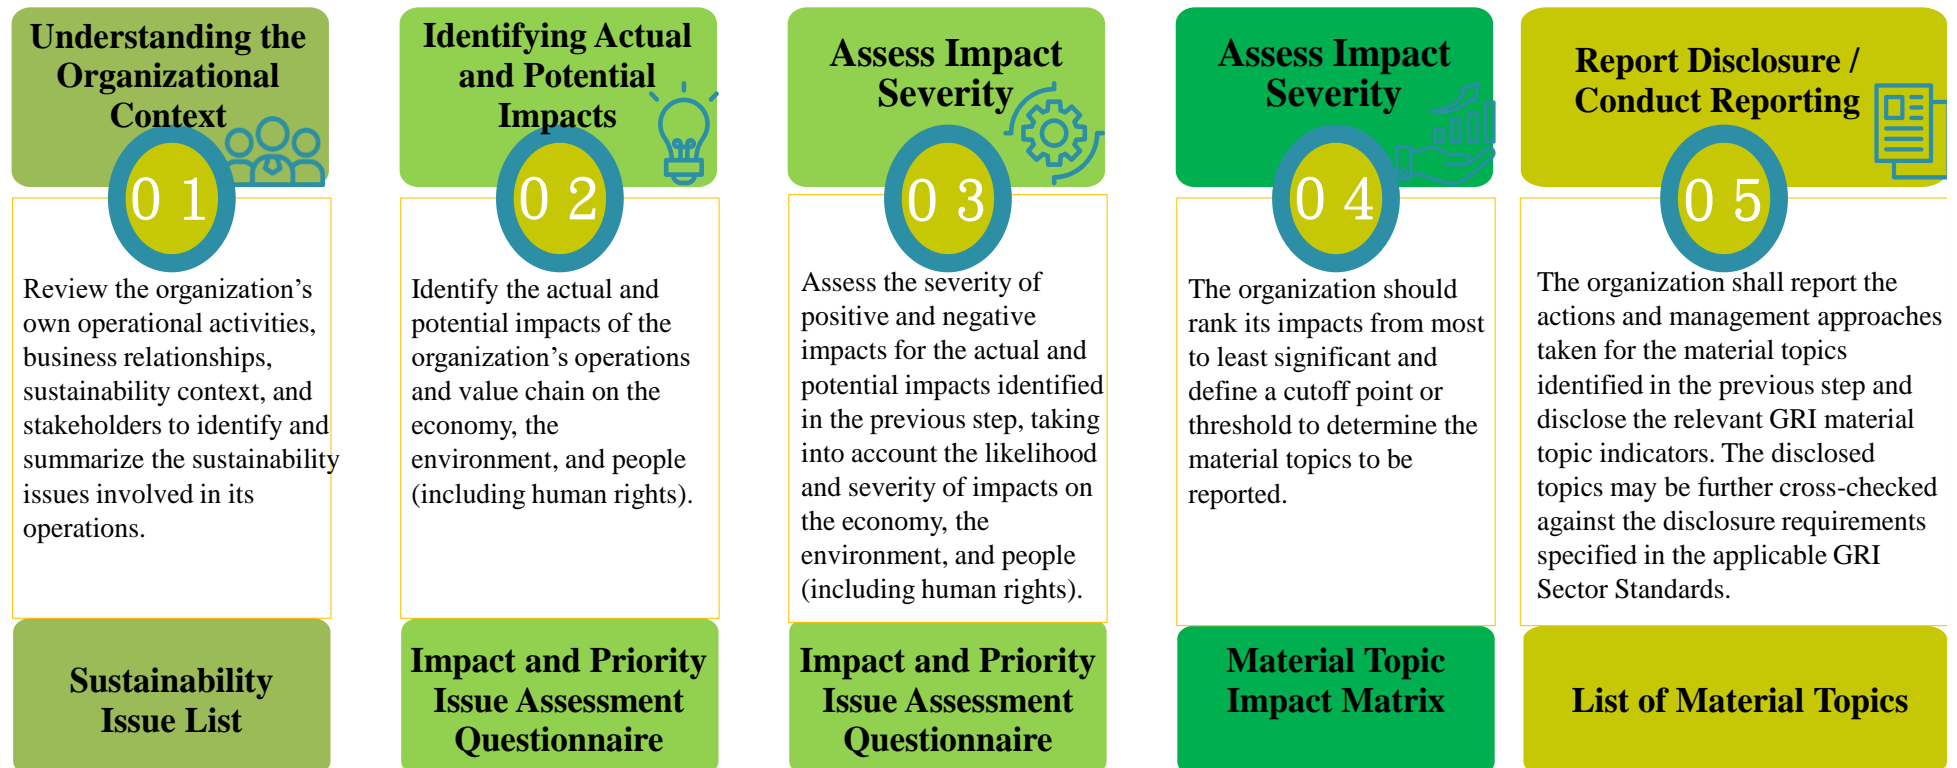 Understanding the
Organizational
Context
0 1
Review the organization’s
own operational activities,
business relationships,
sustainability context, and
stakeholders to identify and
summarize the sustainability
issues involved in its
operations.
Sustainability
Issue List
Identifying Actual
and Potential
Impacts
0 2
Identify the actual and
potential impacts of the
organization’s operations
and value chain on the
economy, the
environment, and people
(including human rights).
Impact and Priority
Issue Assessment
Questionnaire
Assess Impact
Severity
0 3
Assess the severity of
positive and negative
impacts for the actual and
potential impacts identified
in the previous step, taking
into account the likelihood
and severity of impacts on
the economy, the
environment, and people
(including human rights).
Impact and Priority
Issue Assessment
Questionnaire
Assess Impact
Severity
0 4
The organization should
rank its impacts from most
to least significant and
define a cutoff point or
threshold to determine the
material topics to be
reported.
Material Topic
Impact Matrix
Report Disclosure /
Conduct Reporting
0 5
The organization shall report the
actions and management approaches
taken for the material topics
identified in the previous step and
disclose the relevant GRI material
topic indicators. The disclosed
topics may be further cross-checked
against the disclosure requirements
specified in the applicable GRI
Sector Standards.
List of Material Topics